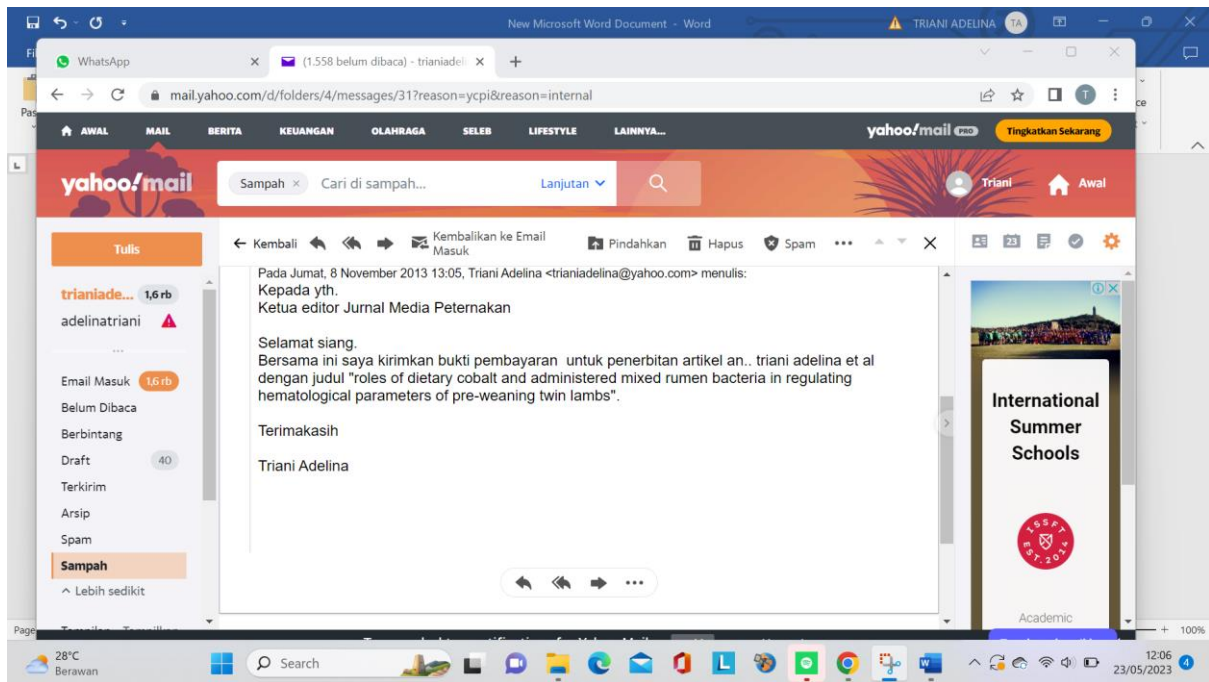 New Microsoft Word Document - Word
TRIANI ADELINA
TA
WhatsApp
(1.558 belum dibaca) - trianiadeli
mail.yahoo.com/d/folders/4/messages/31?reason=ycpi&reason=internal
T
AWAL MAIL BERITA KEUANGAN OLAHRAGA SELEB LIFESTYLE LAINNYA...
yahoo!mail PRO
Tingkatkan Sekarang
yahoo!mail
Sampah × Cari di sampah... Lanjutan
Triani
Awal
Tulis
Kembali
Kembalikan ke Email
Masuk
Pindahkan
Hapus
Spam
23
trianiade... 1,6 rb
adelinatriani
Email Masuk 1,6 rb
Belum Dibaca
Berbintang
Draft 40
Terkirim
Arsip
Spam
Sampah
Lebih sedikit
Pada Jumat, 8 November 2013 13:05, Triani Adelina <trianiadelina@yahoo.com> menulis:
Kepada yth.
Ketua editor Jurnal Media Peternakan
Selamat siang.
Bersama ini saya kirimkan bukti pembayaran untuk penerbitan artikel an.. triani adelina et al
dengan judul "roles of dietary cobalt and administered mixed rumen bacteria in regulating
hematological parameters of pre-weaning twin lambs".
Terimakasih
Triani Adelina
International
Summer
Schools
ISSFT
EST. 2014
Academic
Page
100%
28°C
Berawan
Search
12:06
23/05/2023
4